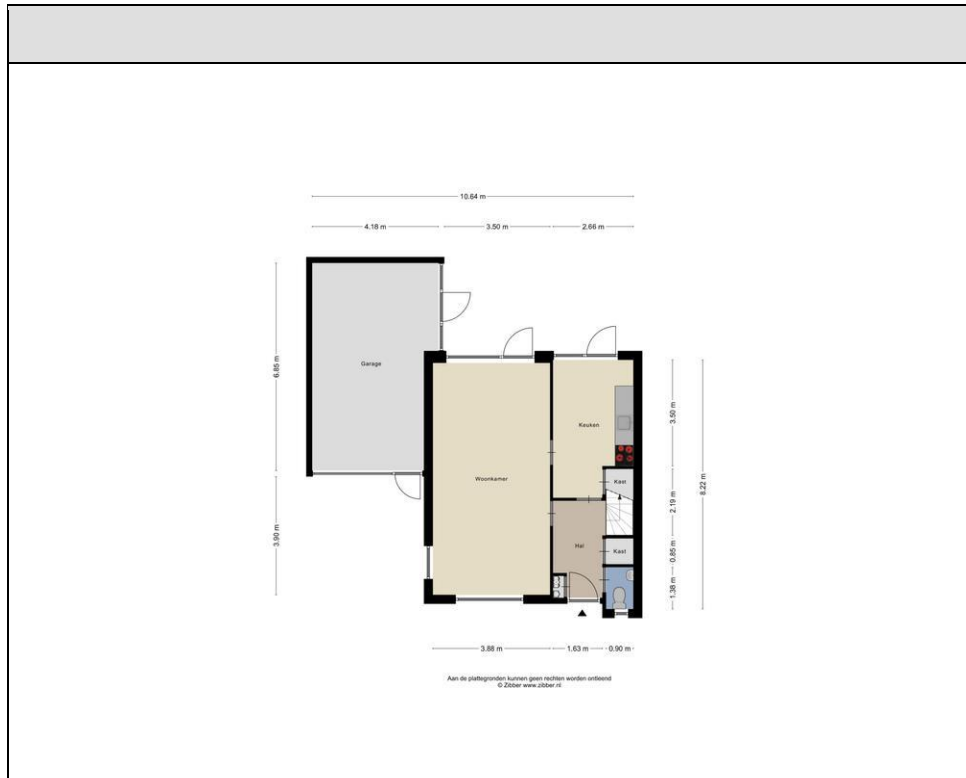 10.64 m
4.18 m 3.50 m 2.66 m
Garage
6.85 m
3.50 m
Keuken
Woonkamer
Kast
8.22 m
2.19 m
3.90 m
Hal
Kast
0.85 m
1.38 m
3.88 m 1.63 m 0.90 m
Aan de plattegronden kunnen geen rechten worden ontleend
© Zibber www.zibber.nl